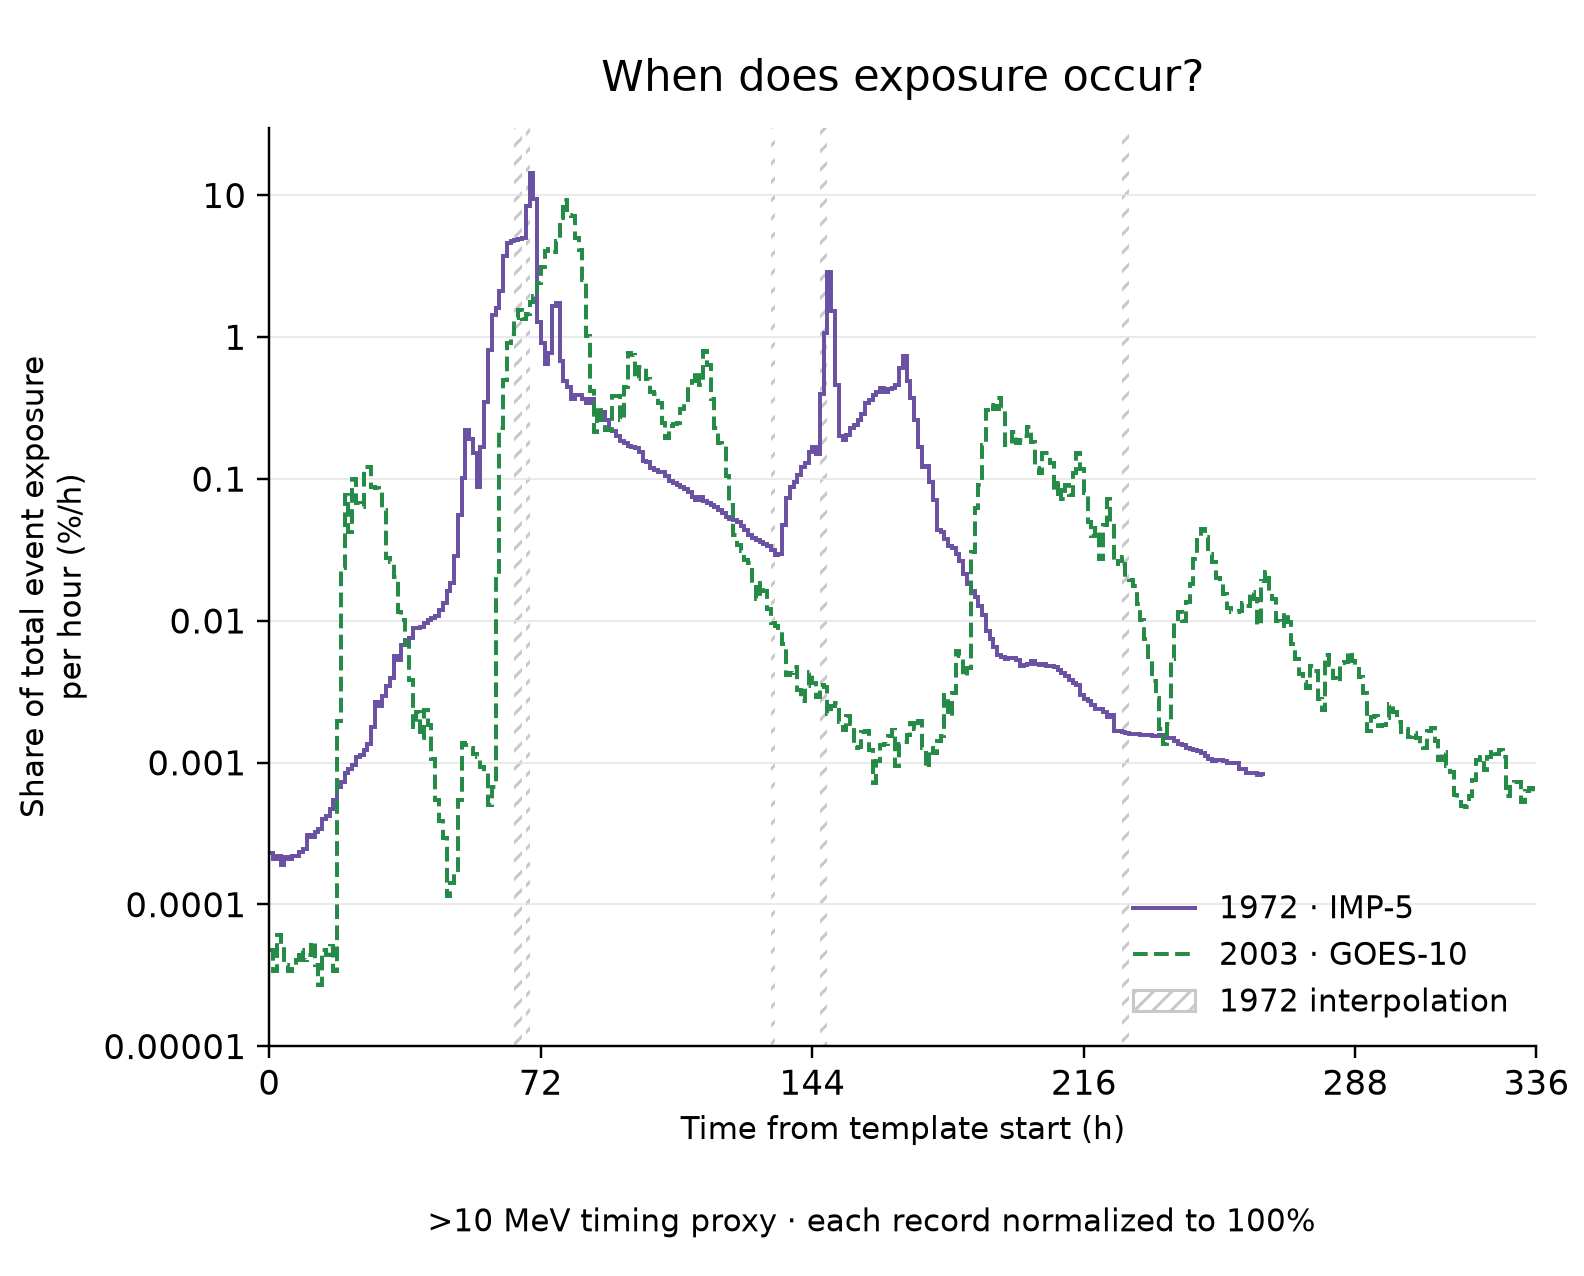 When does exposure occur?
Share of total event exposure
per hour (%/h)
10
1
0.1
0.01
0.001
0.0001
0.00001
0
72
144
216
288
336
Time from template start (h)
1972 · IMP-5
2003 · GOES-10
1972 interpolation
>10 MeV timing proxy · each record normalized to 100%